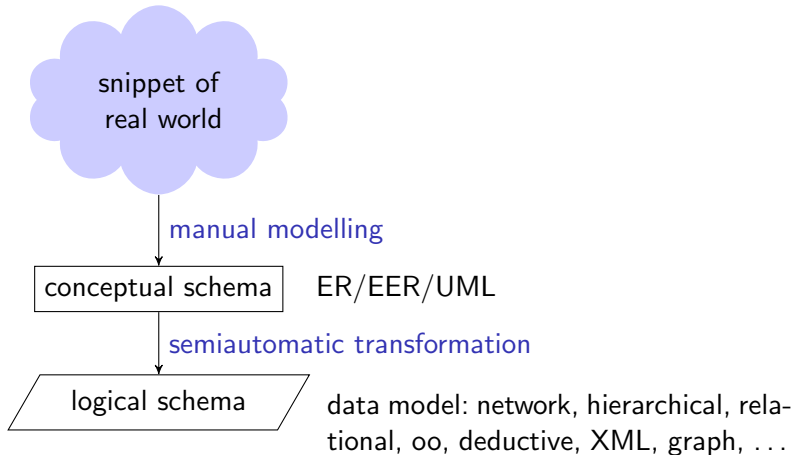 snippet of
real world
manual modelling
conceptual schema ER/EER/UML
semiautomatic transformation
logical schema
data model: network, hierarchical, rela-
tional, oo, deductive, XML, graph, ...